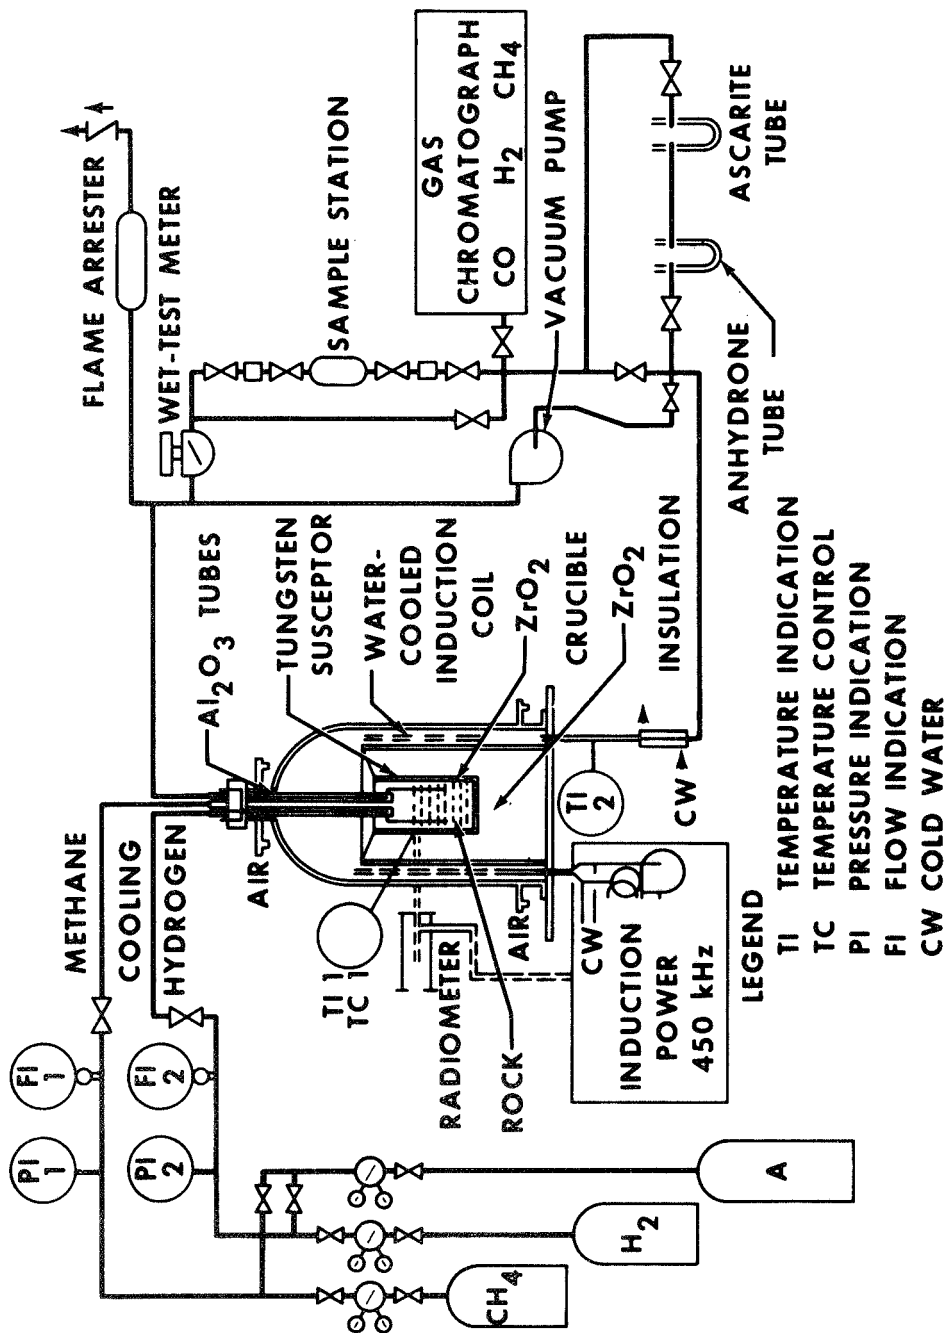 FLAME ARRESTER
WET-TEST METER
SAMPLE STATION
GAS
CHROMATOGRAPH
CO H2 CH4
VACUUM PUMP
ASCARITE
TUBE
ANHYDRONE
TUBE
METHANE
COOLING
HYDROGEN
AIR
Al2O3 TUBES
TUNGSTEN
SUSCEPTOR
WATER-
COOLED
INDUCTION
COIL
ZrO2
CRUCIBLE
ZrO2
INSULATION
FI
1
FI
2
PI
1
PI
2
TI 1
TC 1
RADIOMETER
ROCK
AIR
TI
2
CW
CW
INDUCTION
POWER
450 kHz
CH4
H2
A
LEGEND
TI TEMPERATURE INDICATION
TC TEMPERATURE CONTROL
PI PRESSURE INDICATION
FI FLOW INDICATION
CW COLD WATER